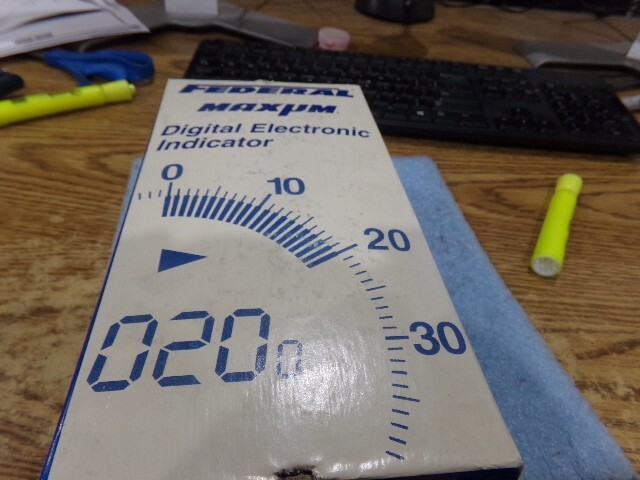 FEDERAL
MAXµM
Digital Electronic
Indicator
0
10
20
30
0200